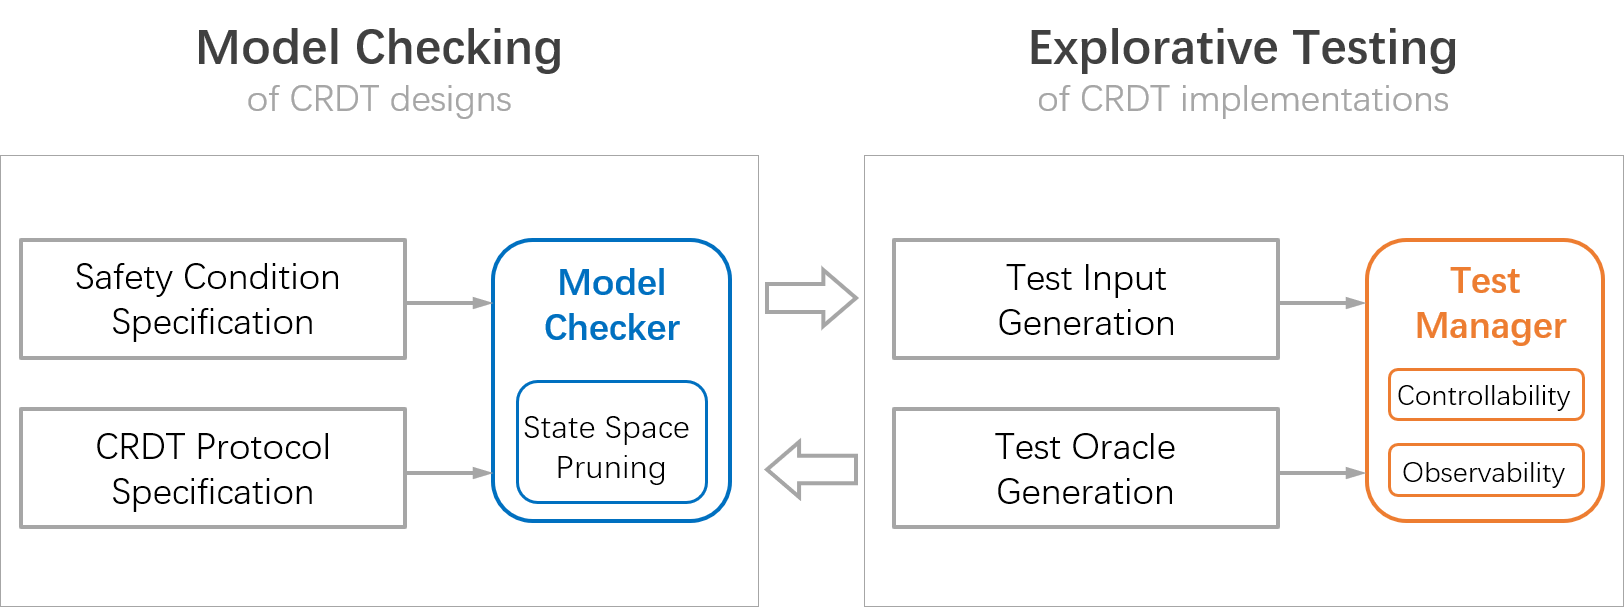 Model Checking
of CRDT designs
Safety Condition
Specification
CRDT Protocol
Specification
Model
Checker
State Space
Pruning
Explorative Testing
of CRDT implementations
Test Input
Generation
Test Oracle
Generation
Test
Manager
Controllability
Observability